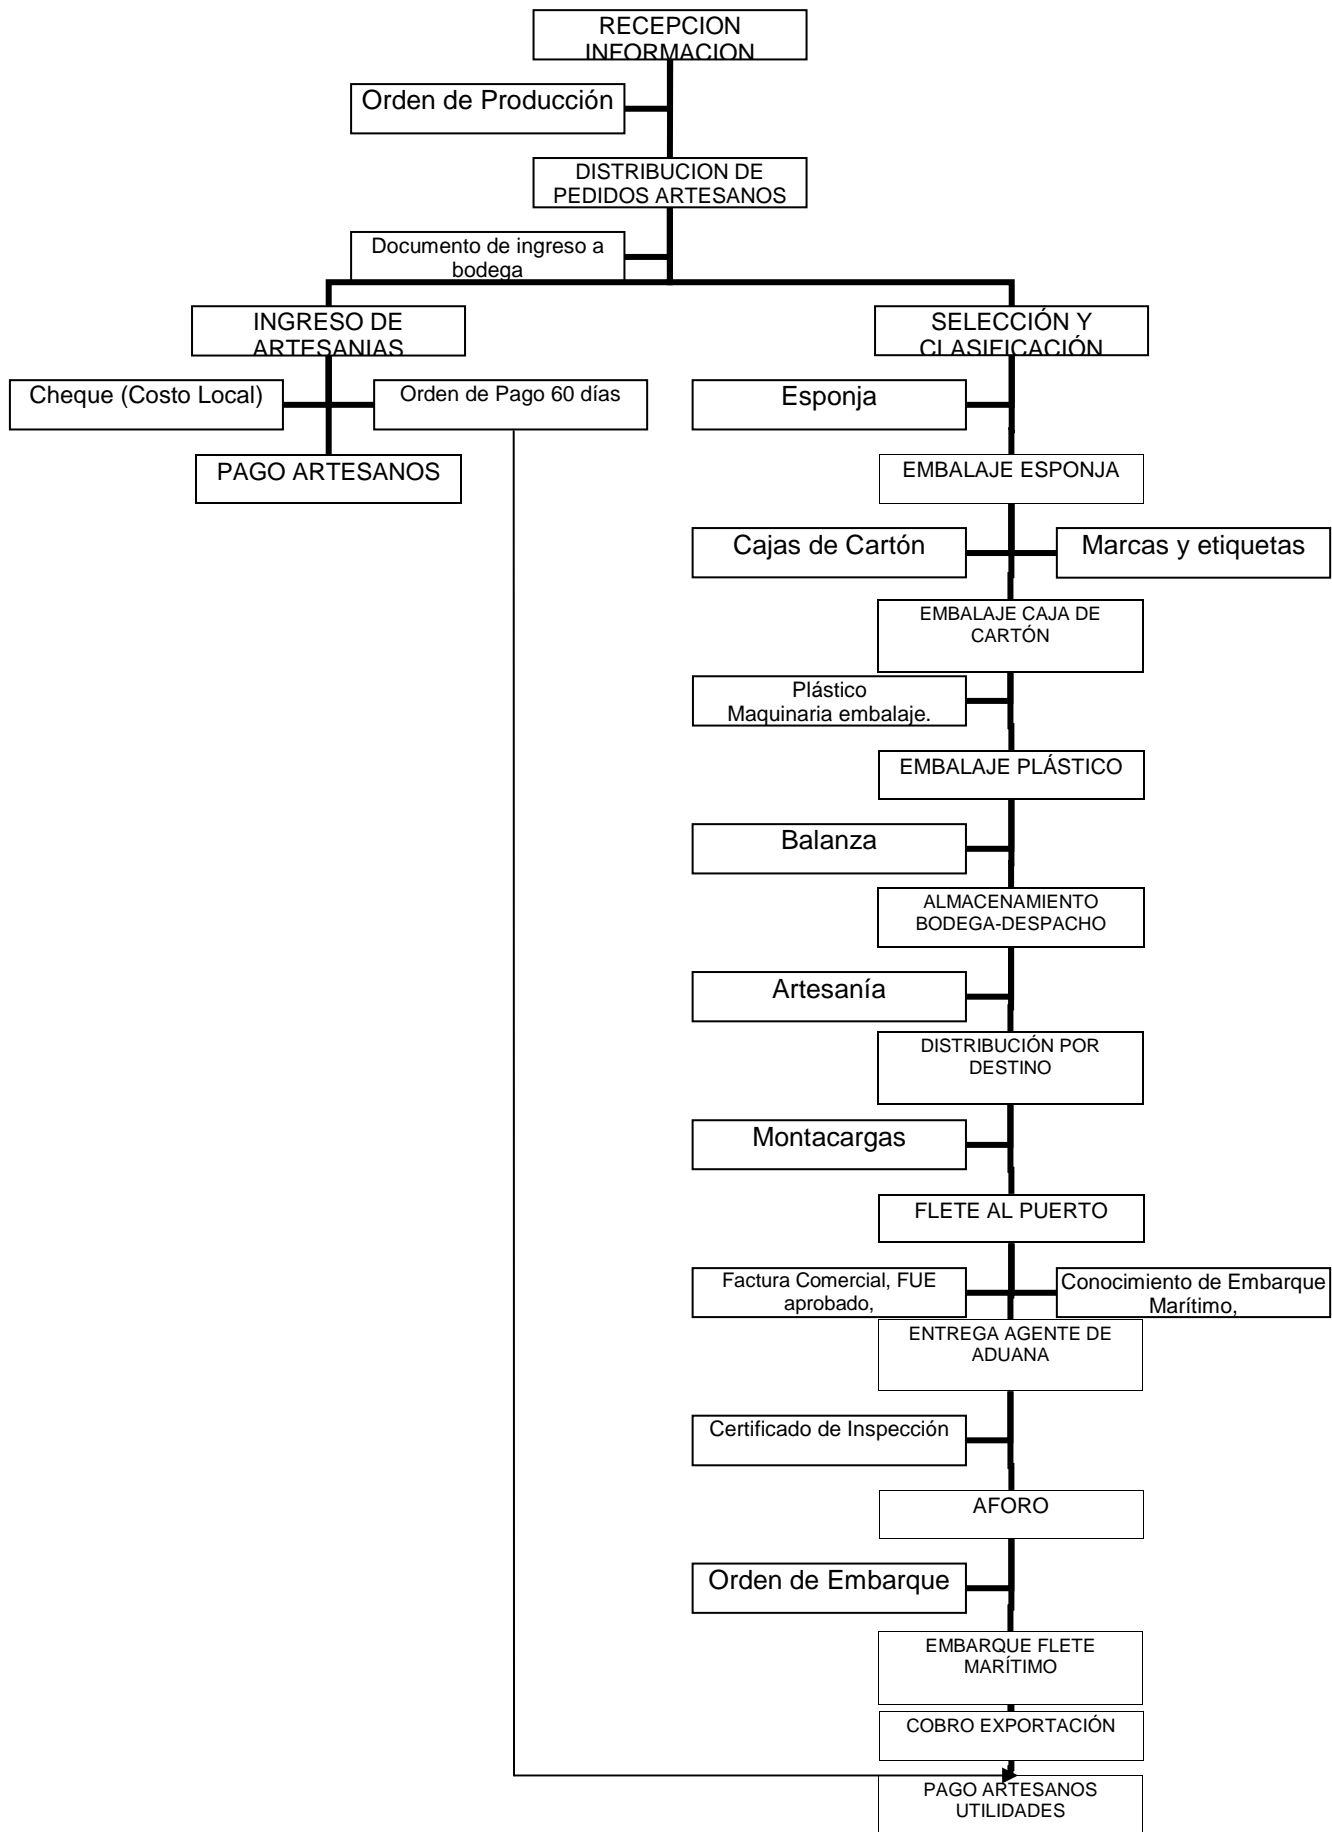 RECEPCION
INFORMACION
Orden de Producción
DISTRIBUCION DE
PEDIDOS ARTESANOS
Documento de ingreso a
bodega
INGRESO DE
ARTESANIAS
SELECCIÓN Y
CLASIFICACIÓN
Cheque (Costo Local)
Orden de Pago 60 días
Esponja
PAGO ARTESANOS
EMBALAJE ESPONJA
Cajas de Cartón
Marcas y etiquetas
EMBALAJE CAJA DE
CARTÓN
Plástico
Maquinaria embalaje.
EMBALAJE PLÁSTICO
Balanza
ALMACENAMIENTO
BODEGA-DESPACHO
Artesanía
DISTRIBUCIÓN POR
DESTINO
Montacargas
FLETE AL PUERTO
Factura Comercial, FUE
aprobado,
Conocimiento de Embarque
Marítimo,
ENTREGA AGENTE DE
ADUANA
Certificado de Inspección
AFORO
Orden de Embarque
EMBARQUE FLETE
MARÍTIMO
COBRO EXPORTACIÓN
PAGO ARTESANOS
UTILIDADES